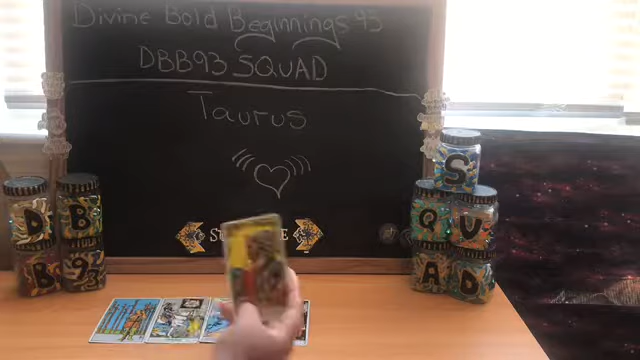 Divine Bold Beginnings 93
DBB93 SQUAD
Taurus
D B
B 93
S
Q U
A D